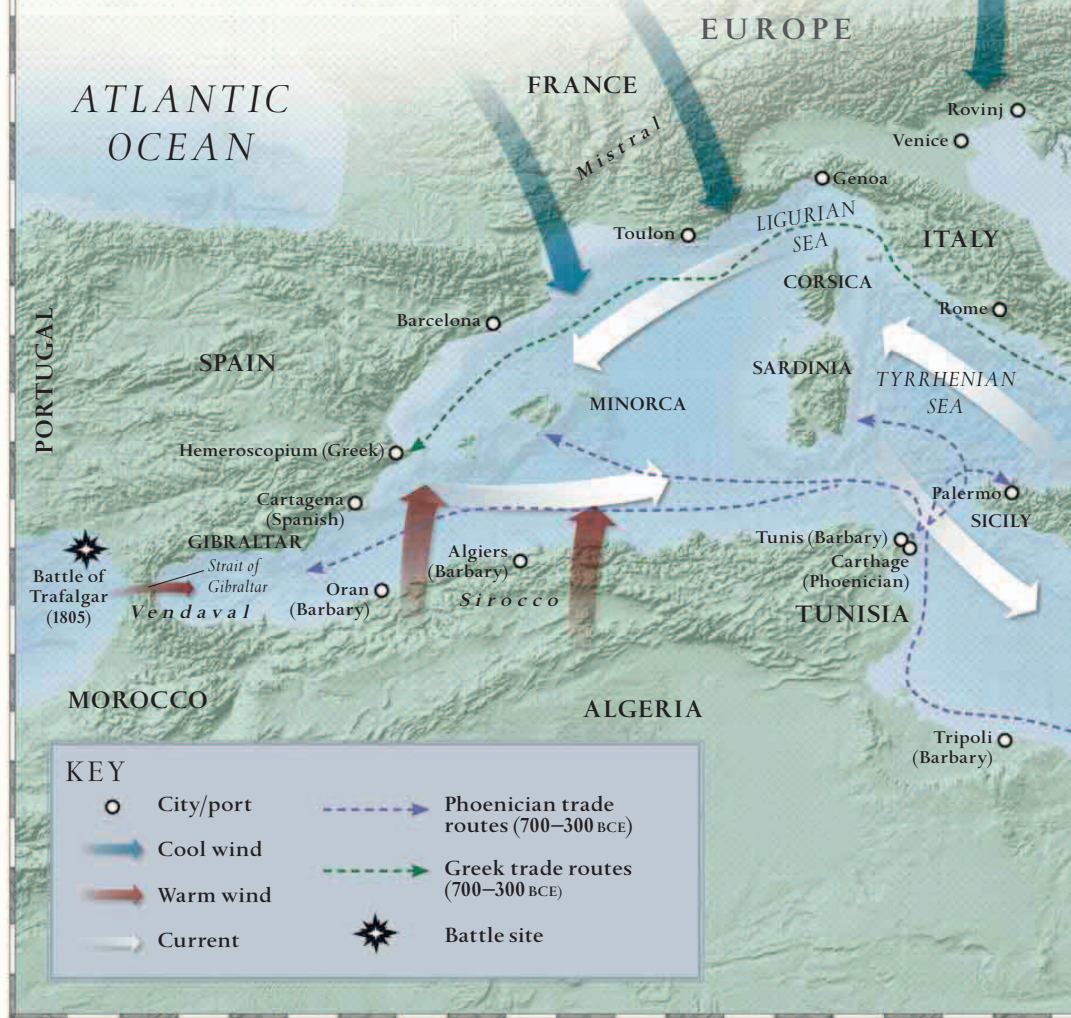 EUROPE
ATLANTIC
OCEAN
FRANCE
Mistral
Rovinj
Venice
Genoa
LIGURIAN
SEA
Toulon
ITALY
CORSICA
Rome
Barcelona
PORTUGAL
SPAIN
SARDINIA
TYRRHENIAN
SEA
MINORCA
Hemeroscopium (Greek)
Cartagena
(Spanish)
Palermo
SICILY
GIBRALTAR
Strait of
Gibraltar
Battle of
Trafalgar
(1805)
Vendaval
Oran
(Barbary)
Algiers
(Barbary)
Sirocco
Tunis (Barbary)
Carthage
(Phoenician)
TUNISIA
MOROCCO
ALGERIA
Tripoli
(Barbary)
KEY
City/port
Cool wind
Warm wind
Current
Phoenician trade
routes (700–300 BCE)
Greek trade routes
(700–300 BCE)
Battle site